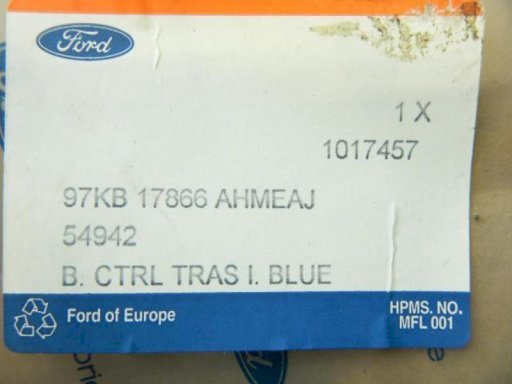 Ford
1 X
1017457
97KB 17866 AHMEAJ
54942
B. CTRL TRAS I. BLUE
Ford of Europe
HPMS. NO.
MFL 001